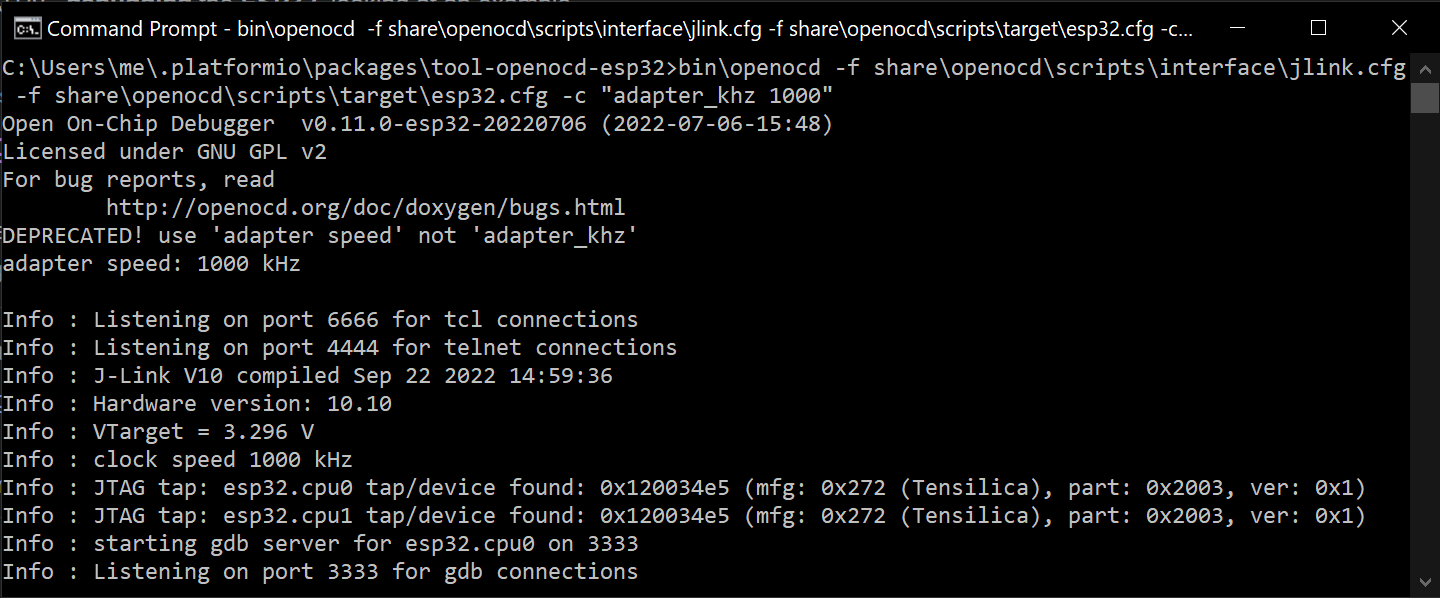 Command Prompt - bin\openocd  -f share\openocd\scripts\interface\jlink.cfg -f share\openocd\scripts\target\esp32.cfg -c...
C:\Users\me\.platformio\packages\tool-openocd-esp32>bin\openocd -f share\openocd\scripts\interface\jlink.cfg
 -f share\openocd\scripts\target\esp32.cfg -c "adapter_khz 1000"
Open On-Chip Debugger  v0.11.0-esp32-20220706 (2022-07-06-15:48)
Licensed under GNU GPL v2
For bug reports, read
        http://openocd.org/doc/doxygen/bugs.html
DEPRECATED! use 'adapter speed' not 'adapter_khz'
adapter speed: 1000 kHz

Info : Listening on port 6666 for tcl connections
Info : Listening on port 4444 for telnet connections
Info : J-Link V10 compiled Sep 22 2022 14:59:36
Info : Hardware version: 10.10
Info : VTarget = 3.296 V
Info : clock speed 1000 kHz
Info : JTAG tap: esp32.cpu0 tap/device found: 0x120034e5 (mfg: 0x272 (Tensilica), part: 0x2003, ver: 0x1)
Info : JTAG tap: esp32.cpu1 tap/device found: 0x120034e5 (mfg: 0x272 (Tensilica), part: 0x2003, ver: 0x1)
Info : starting gdb server for esp32.cpu0 on 3333
Info : Listening on port 3333 for gdb connections